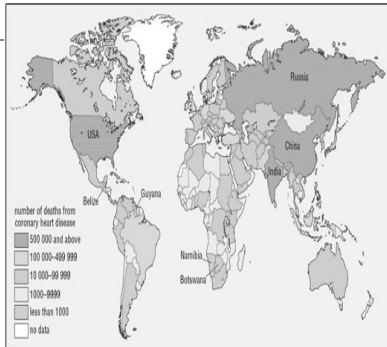 Russia
USA
China
India
Guyana
Belize
number of deaths from
coronary heart disease
500 000 and above
100 000–499 999
10 000–99 999
1000–9999
less than 1000
no data
Namibia
Botswana